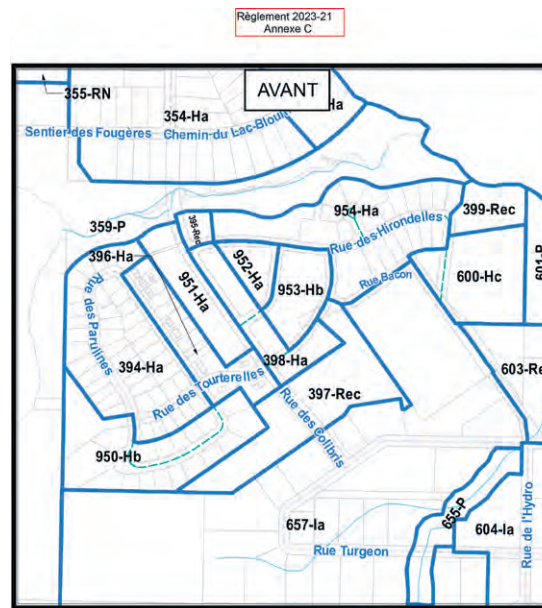 Règlement 2023-21
Annexe C
AVANT
355-RN
354-Ha
Ha
Sentier des Fougères
Chemin du Lac-Blouin
359-P
395-Rec
954-Ha
399-Rec
Rue des Hirondelles
396-Ha
952-Ha
951-Ha
953-Hb
Rue Bacon
600-Hc
601-P
Rue des Parulines
394-Ha
398-Ha
603-Re
Rue des Tourterelles
397-Rec
Rue des Colibris
950-Hb
655-P
657-Ia
604-Ia
Rue Turgeon
Rue de l'Hydro